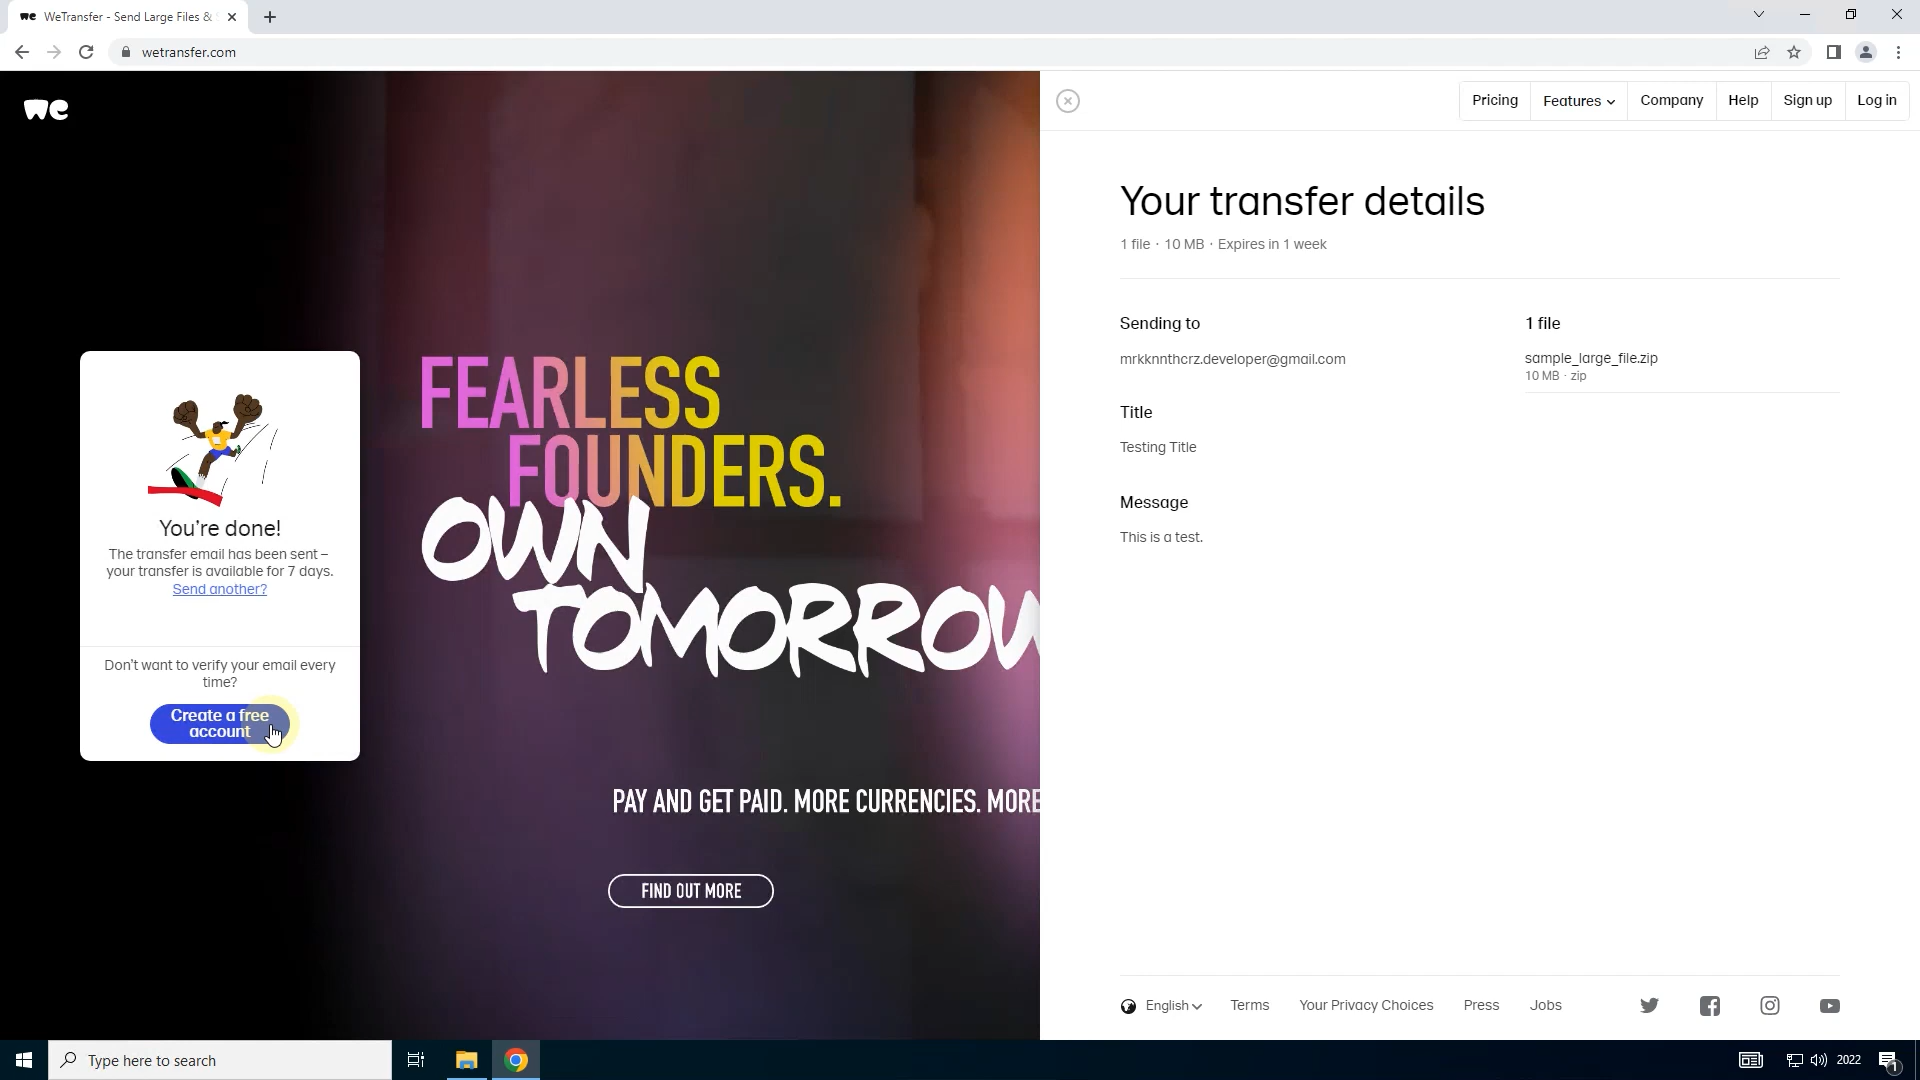 WeTransfer - Send Large Files &
wetransfer.com
we
Pricing
Features
Company
Help
Sign up
Log in
Your transfer details
1 file · 10 MB · Expires in 1 week
Sending to
mrkknnthcrz.developer@gmail.com
1 file
sample_large_file.zip
10 MB · zip
Title
Testing Title
Message
This is a test.
You're done!
The transfer email has been sent –
your transfer is available for 7 days.
Send another?
Don't want to verify your email every
time?
Create a free
account
FEARLESS
FOUNDERS.
OWN
TOMORROW
PAY AND GET PAID. MORE CURRENCIES. MORE
FIND OUT MORE
English
Terms
Your Privacy Choices
Press
Jobs
Type here to search
2022
1